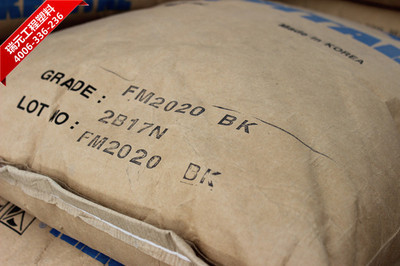 瑞元工程塑料
4006-336-236
Made in KOREA
GRADE: FM2020 BK
LOT NO: 2B17N
FM2020 BK